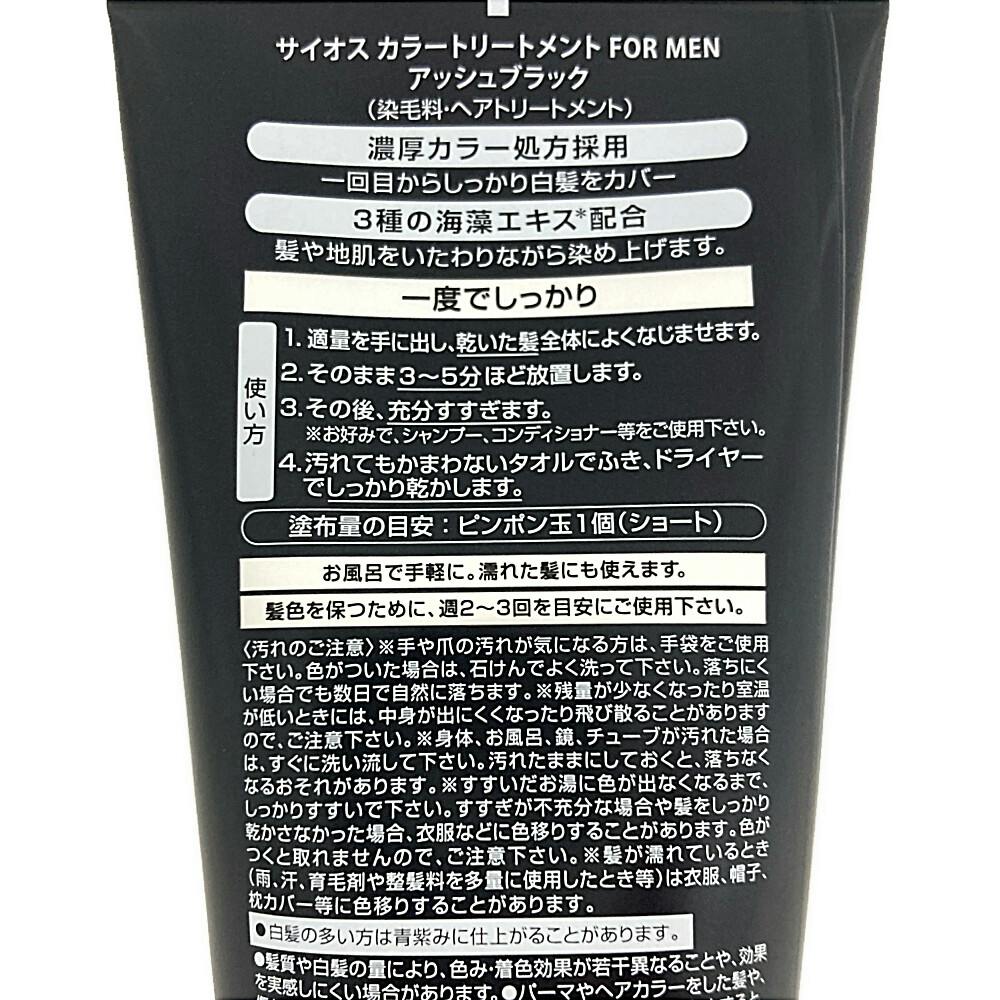 サイオス カラートリートメント FOR MEN
アッシュブラック
（染毛料・ヘアトリートメント）
濃厚カラー処方採用
一回目からしっかり白髪をカバー
3種の海藻エキス*配合
髪や地肌をいたわりながら染め上げます。
一度でしっかり
使い方
1. 適量を手に出し、乾いた髪全体によくなじませます。
2. そのまま3〜5分ほど放置します。
3. その後、充分すすぎます。
※お好みで、シャンプー、コンディショナー等をご使用下さい。
4. 汚れてもかまわないタオルでふき、ドライヤー
でしっかり乾かします。
塗布量の目安：ピンポン玉1個（ショート）
お風呂で手軽に。濡れた髪にも使えます。
髪色を保つために、週2〜3回を目安にご使用下さい。
〈汚れのご注意〉※手や爪の汚れが気になる方は、手袋をご使用
下さい。色がついた場合は、石けんでよく洗って下さい。落ちにく
い場合でも数日で自然に落ちます。※残量が少なくなったり室温
が低いときには、中身が出にくくなったり飛び散ることがあります
ので、ご注意下さい。※身体、お風呂、鏡、チューブが汚れた場合
は、すぐに洗い流して下さい。汚れたままにしておくと、落ちなく
なるおそれがあります。※すすいだお湯に色が出なくなるまで、
しっかりすすいで下さい。すすぎが不充分な場合や髪をしっかり
乾かさなかった場合、衣服などに色移りすることがあります。色が
つくと取れませんので、ご注意下さい。※髪が濡れているとき
（雨、汗、育毛剤や整髪料を多量に使用したとき等）は衣服、帽子、
枕カバー等に色移りすることがあります。
●白髪の多い方は青紫みに仕上がることがあります。
●髪質や白髪の量により、色み・着色効果が若干異なることや、効果
を実感しにくい場合があります。●パーマやヘアカラーをした髪や、